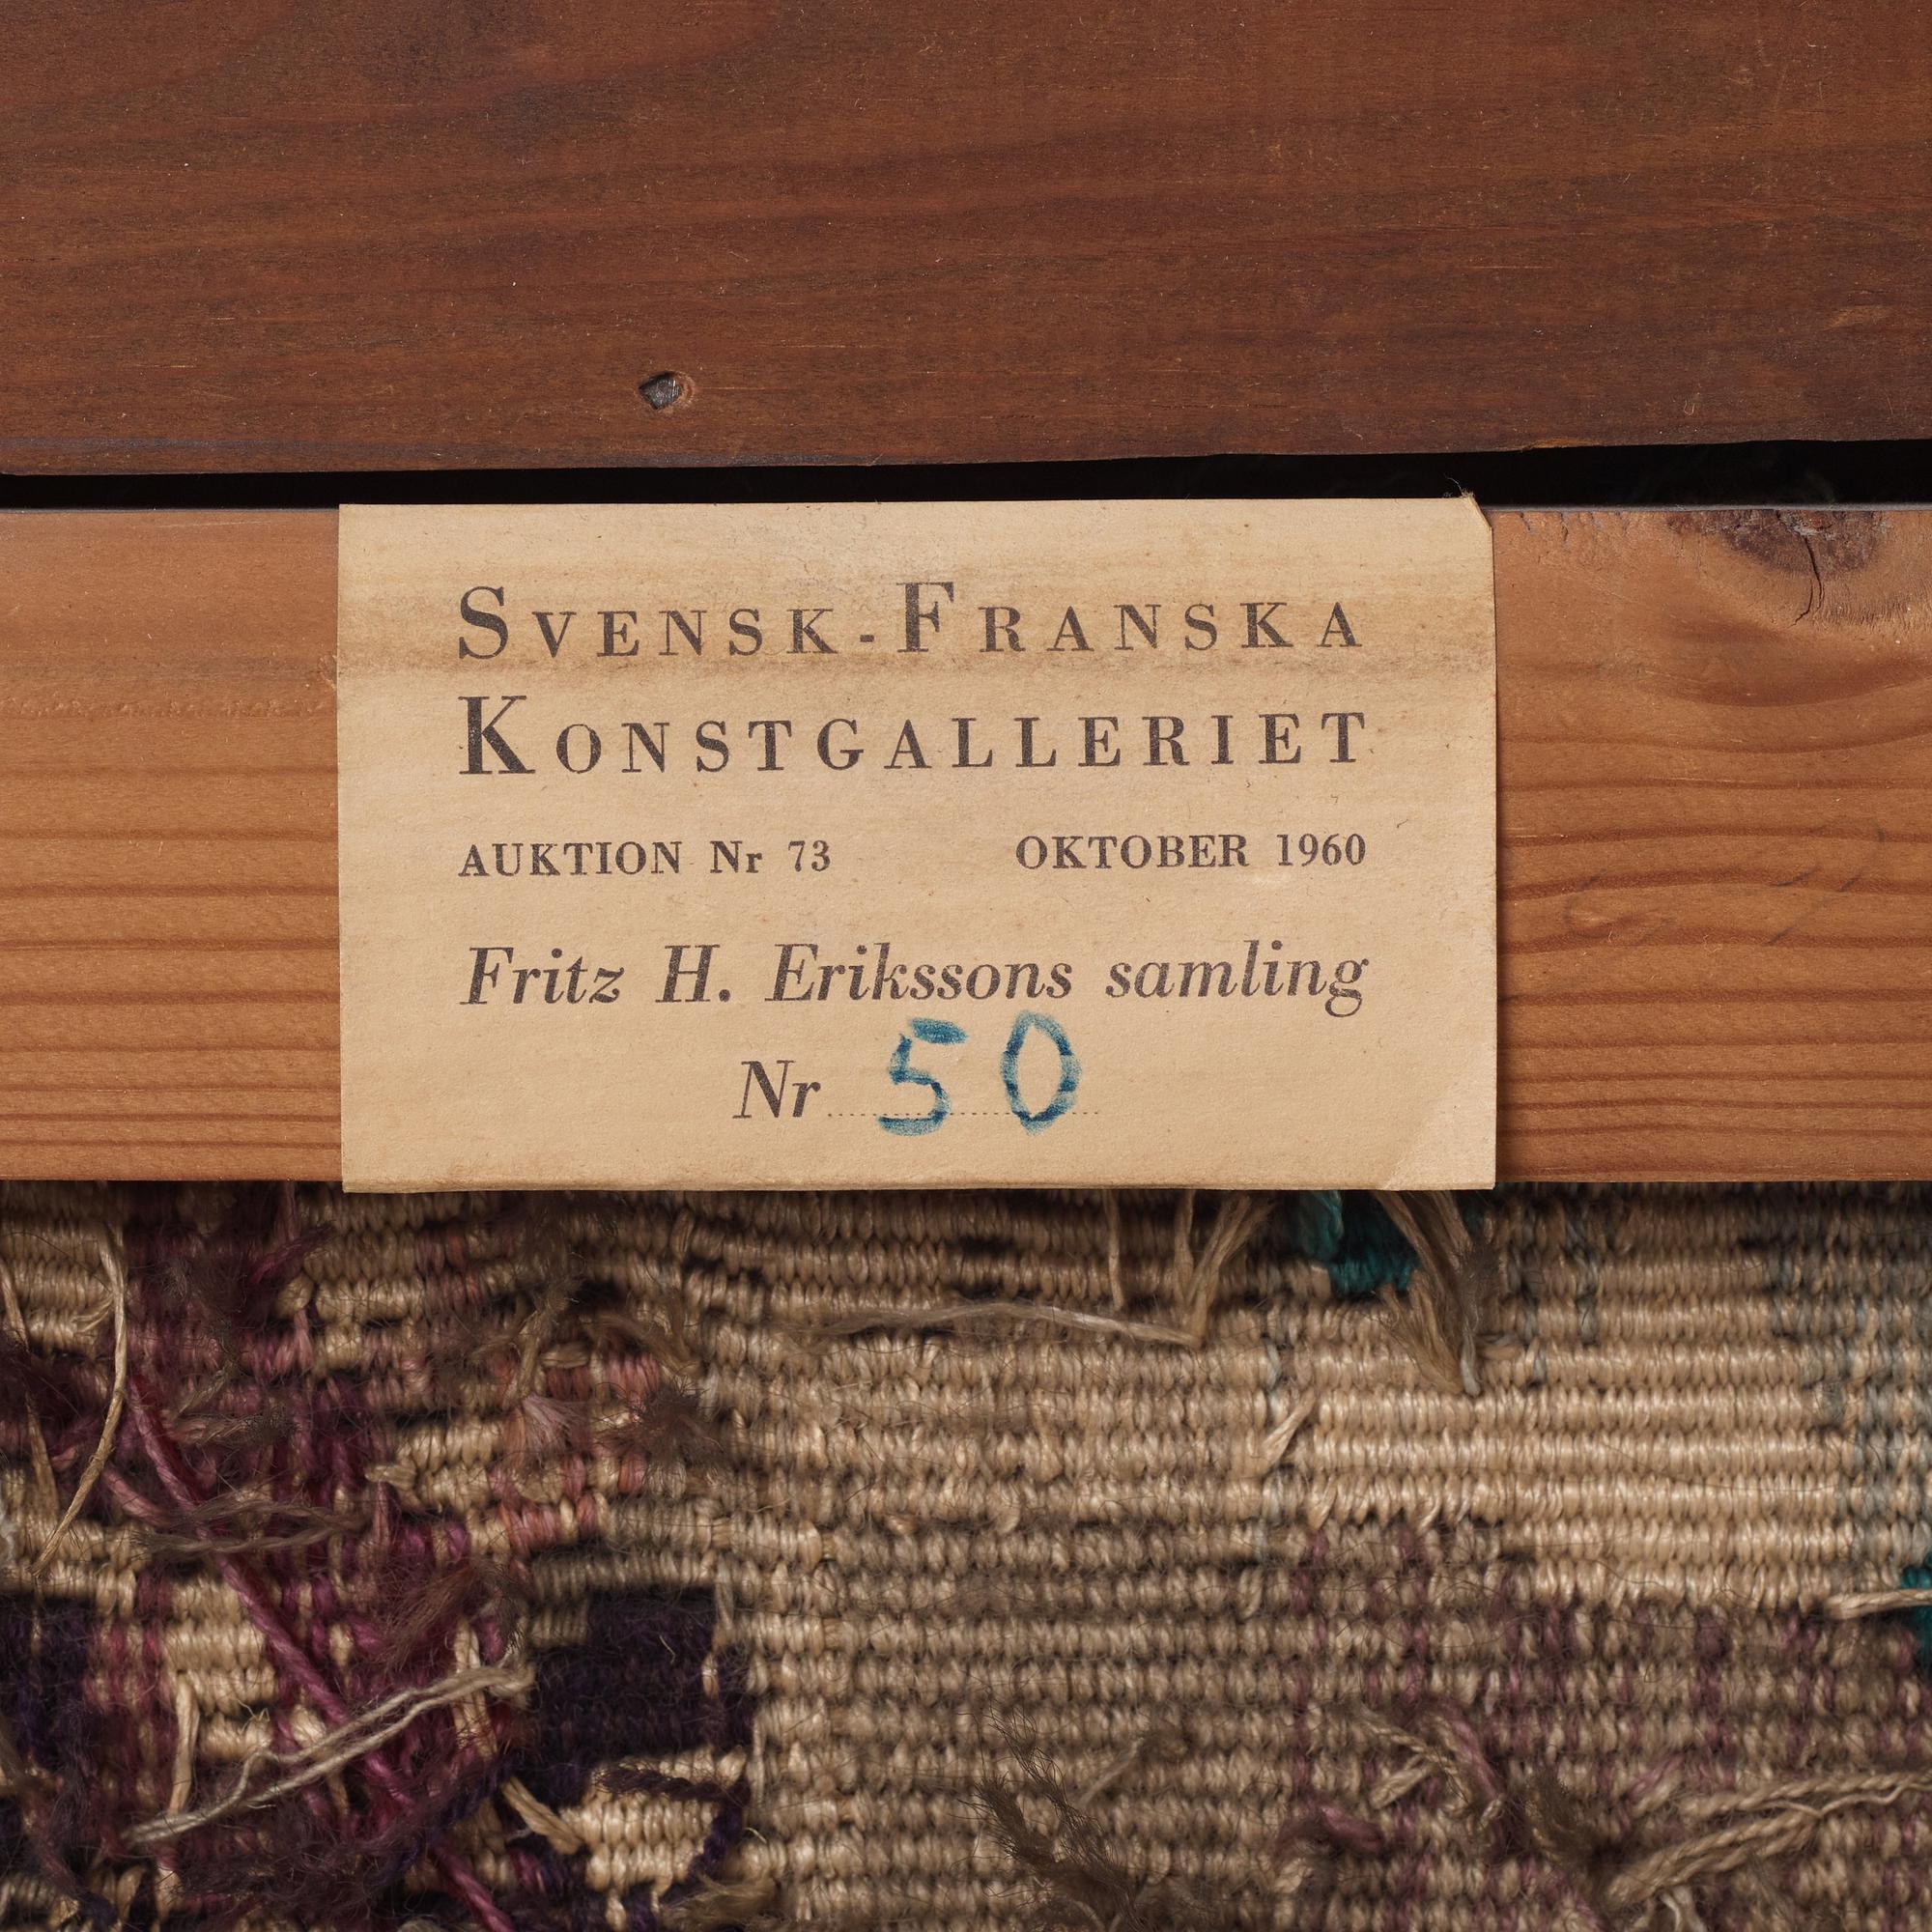 SVENSK-FRANSKA
KONSTGALLERIET
AUKTION Nr 73 OKTOBER 1960
Fritz H. Erikssons samling
Nr 50